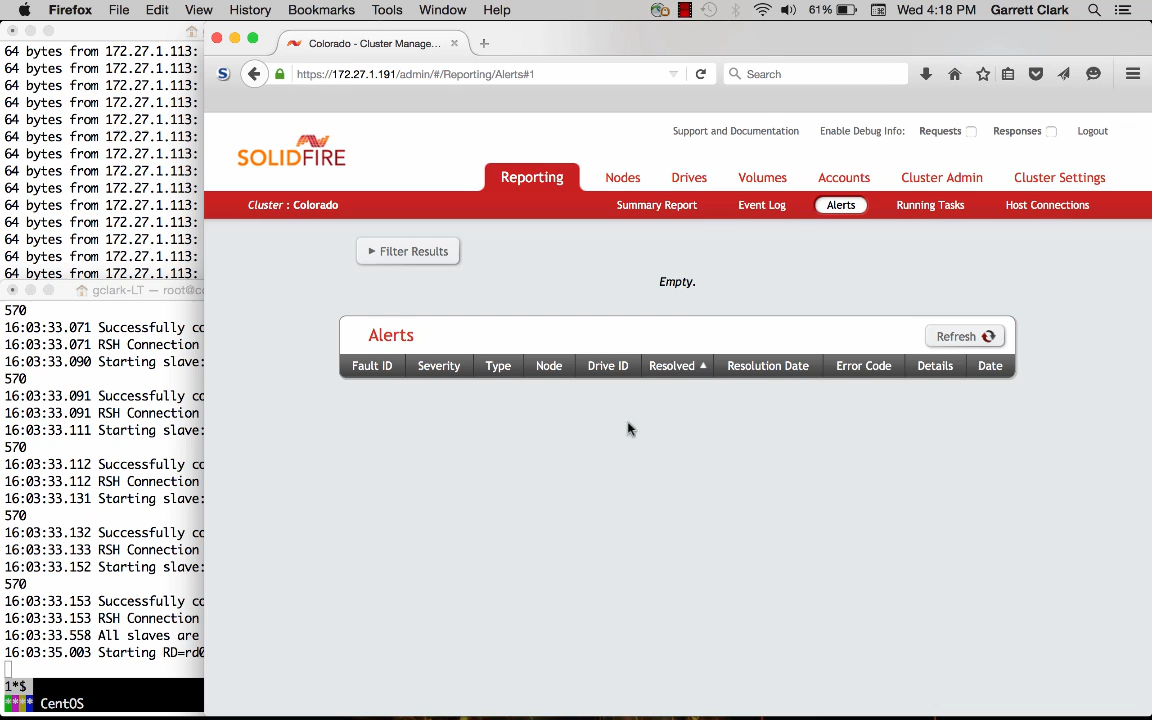 Firefox File Edit View History Bookmarks Tools Window Help 61% Wed 4:18 PM Garrett Clark
64 bytes from 172.27.1.113:
64 bytes from 172.27.1.113:
64 bytes from 172.27.1.113:
64 bytes from 172.27.1.113:
64 bytes from 172.27.1.113:
64 bytes from 172.27.1.113:
64 bytes from 172.27.1.113:
64 bytes from 172.27.1.113:
64 bytes from 172.27.1.113:
64 bytes from 172.27.1.113:
64 bytes from 172.27.1.113:
64 bytes from 172.27.1.113:
64 bytes from 172.27.1.113:
64 bytes from 172.27.1.113:
gclark-LT — root@co
570
16:03:33.071 Successfully co
16:03:33.071 RSH Connection
16:03:33.090 Starting slave:
570
16:03:33.091 Successfully co
16:03:33.091 RSH Connection
16:03:33.111 Starting slave:
570
16:03:33.112 Successfully co
16:03:33.112 RSH Connection
16:03:33.131 Starting slave:
570
16:03:33.132 Successfully co
16:03:33.133 RSH Connection
16:03:33.152 Starting slave:
570
16:03:33.153 Successfully co
16:03:33.153 RSH Connection
16:03:33.558 All slaves are
16:03:35.003 Starting RD=rd
1*$
**** CentOS
Colorado - Cluster Manage...
S https://172.27.1.191/admin/#/Reporting/Alerts#1 Search
Support and Documentation Enable Debug Info: Requests Responses Logout
SOLIDFIRE
Reporting Nodes Drives Volumes Accounts Cluster Admin Cluster Settings
Cluster : Colorado Summary Report Event Log Alerts Running Tasks Host Connections
Filter Results
Empty.
Alerts Refresh
Fault ID Severity Type Node Drive ID Resolved Resolution Date Error Code Details Date